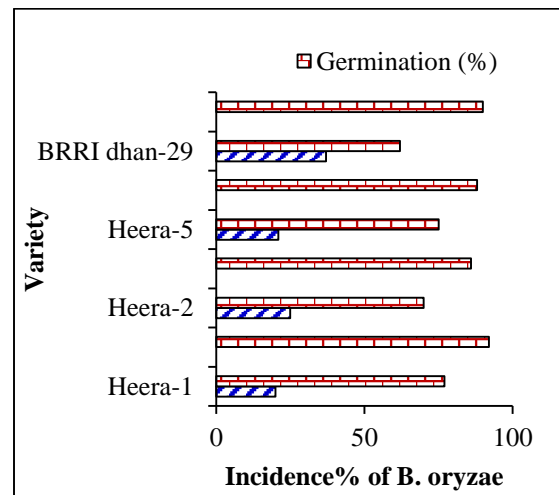 Germination (%)
BRRI dhan-29
Heera-5
Heera-2
Heera-1
Variety
0 50 100
Incidence% of B. oryzae